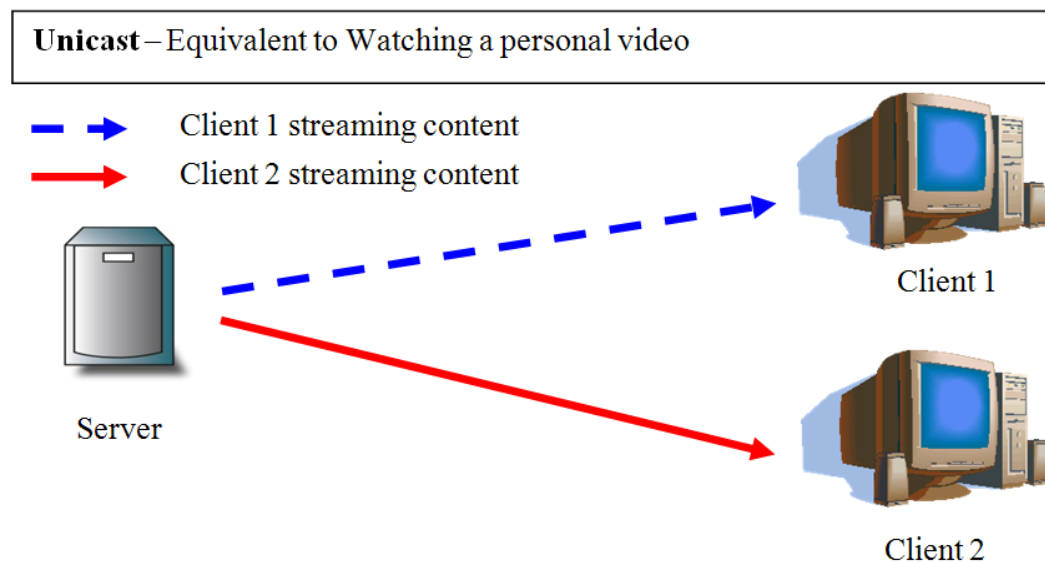 Unicast – Equivalent to Watching a personal video
Client 1 streaming content
Client 2 streaming content
Client 1
Server
Client 2